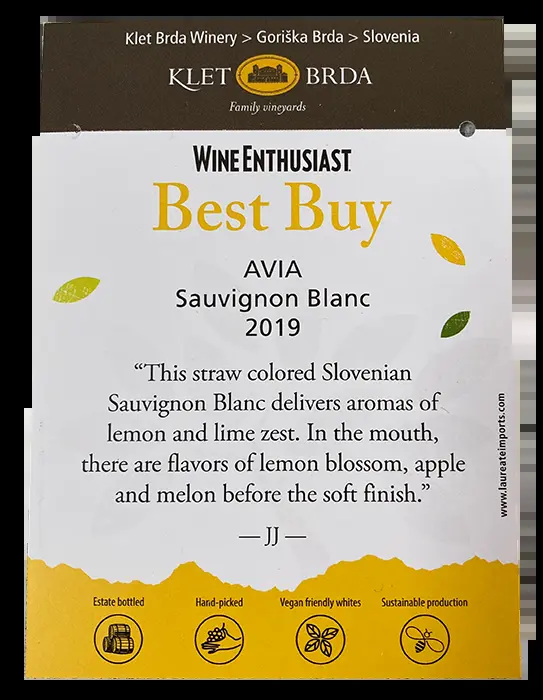 Klet Brda Winery > Goriška Brda > Slovenia
KLET BRDA
Family vineyards
WINE ENTHUSIAST
Best Buy
AVIA
Sauvignon Blanc
2019
“This straw colored Slovenian
Sauvignon Blanc delivers aromas of
lemon and lime zest. In the mouth,
there are flavors of lemon blossom, apple
and melon before the soft finish.”
— JJ —
www.laureateimports.com
Estate bottled
Hand-picked
Vegan friendly whites
Sustainable production